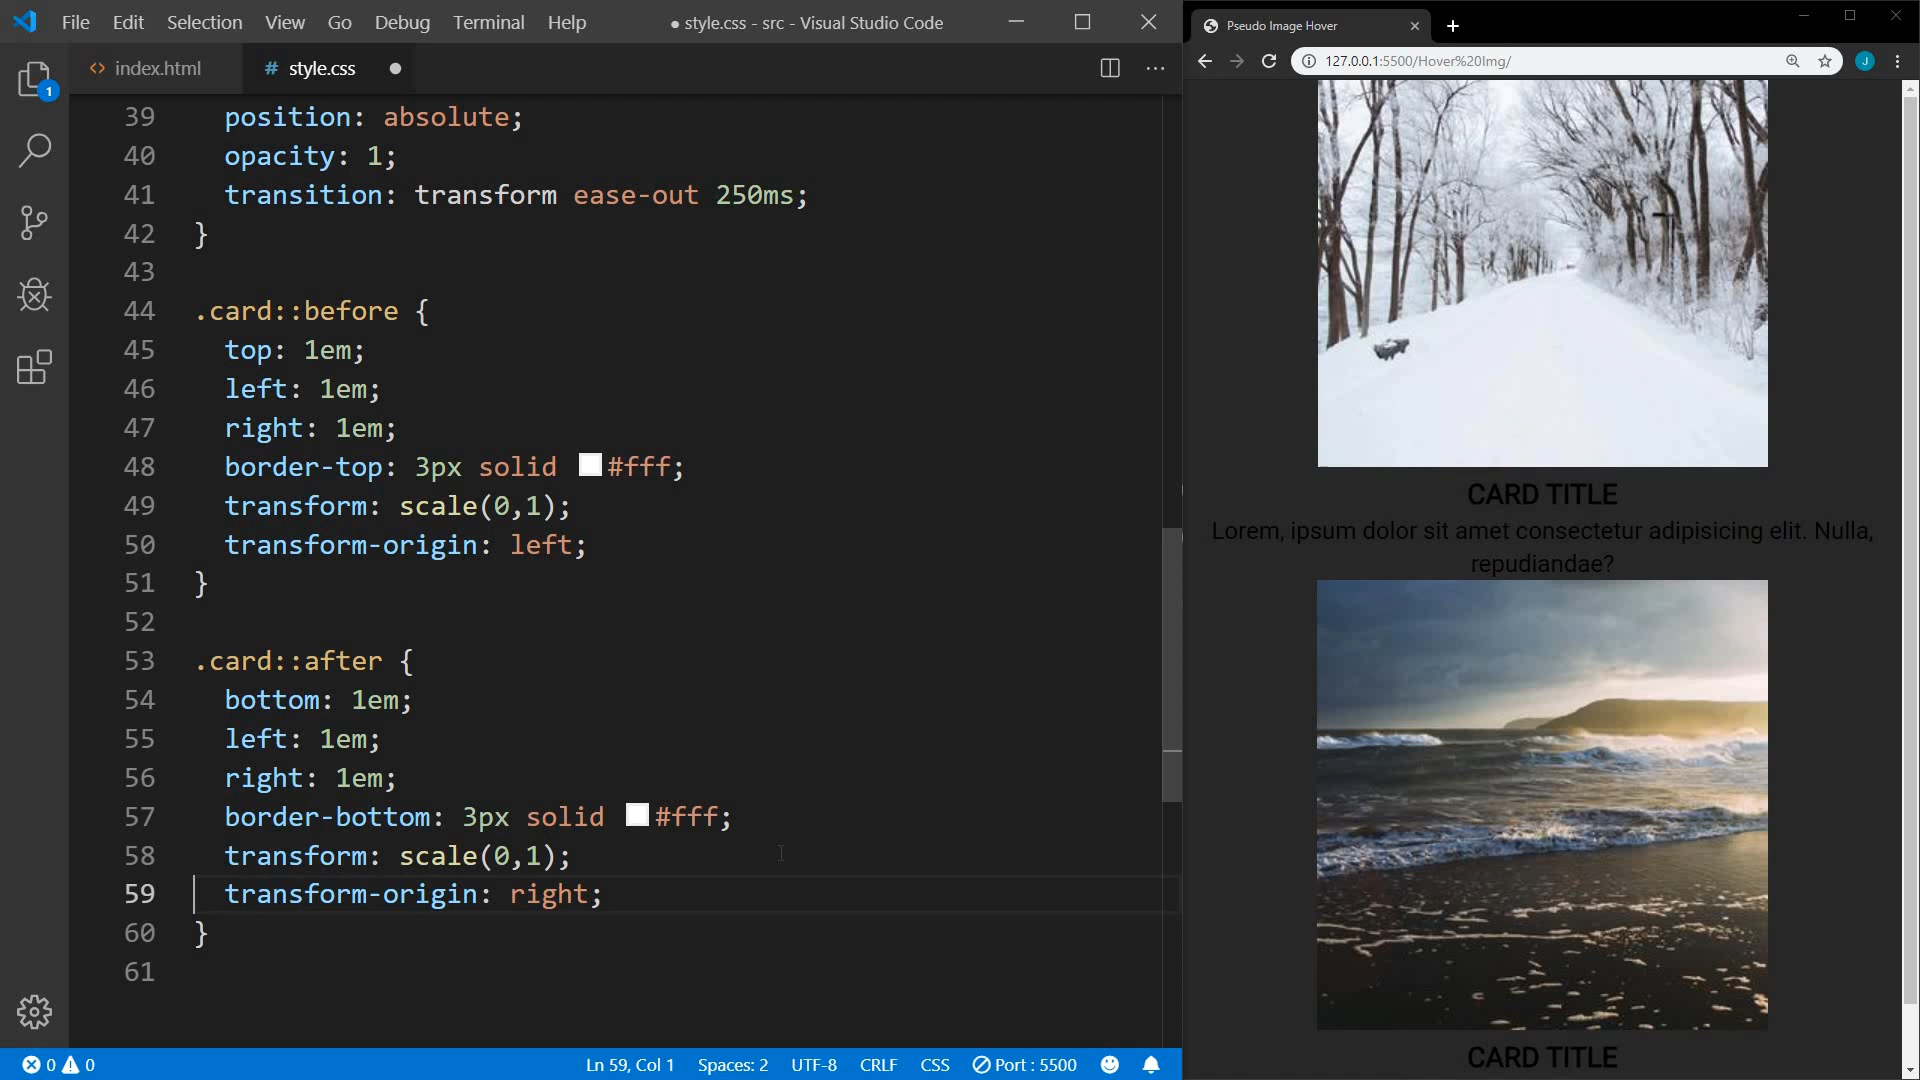 File Edit Selection View Go Debug Terminal Help ● style.css - src - Visual Studio Code
<> index.html # style.css ●
39 position: absolute;
40 opacity: 1;
41 transition: transform ease-out 250ms;
42 }
43
44 .card::before {
45 top: 1em;
46 left: 1em;
47 right: 1em;
48 border-top: 3px solid #fff;
49 transform: scale(0,1);
50 transform-origin: left;
51 }
52
53 .card::after {
54 bottom: 1em;
55 left: 1em;
56 right: 1em;
57 border-bottom: 3px solid #fff;
58 transform: scale(0,1);
59 transform-origin: right;
60 }
61
1
0 0 Ln 59, Col 1 Spaces: 2 UTF-8 CRLF CSS Port : 5500
Pseudo Image Hover
127.0.0.1:5500/Hover%20Img/
J
CARD TITLE
Lorem, ipsum dolor sit amet consectetur adipisicing elit. Nulla,
repudiandae?
CARD TITLE